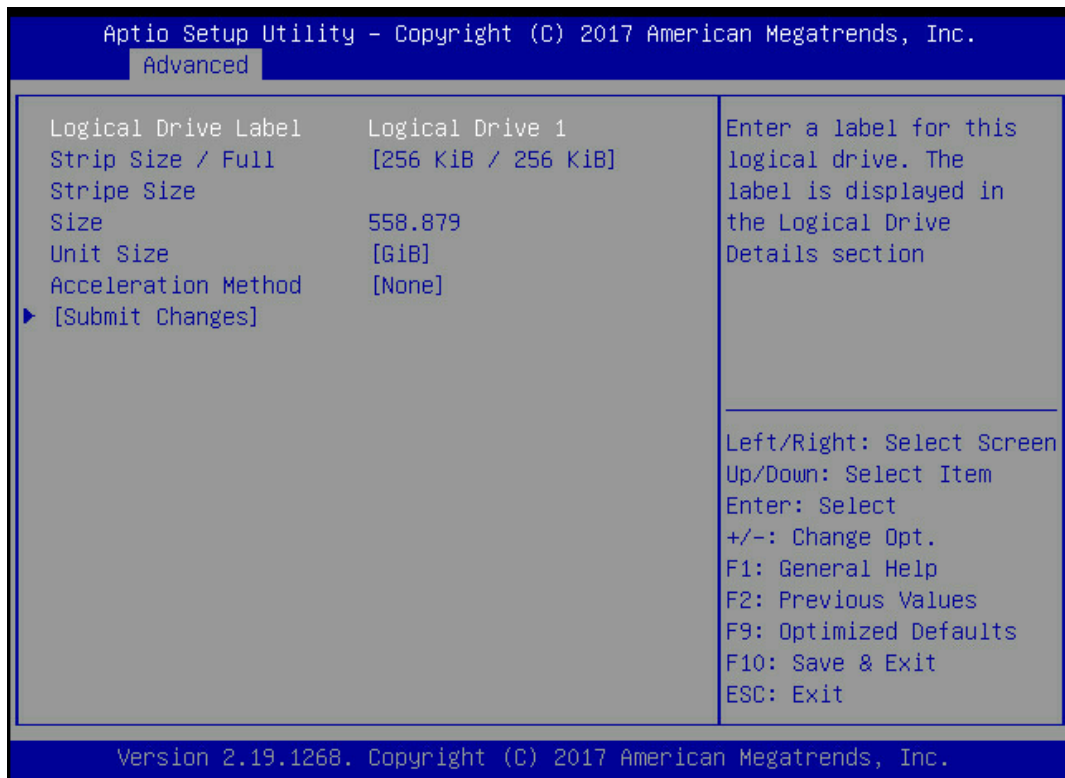 Aptio Setup Utility – Copyright (C) 2017 American Megatrends, Inc.
Advanced
Logical Drive Label Logical Drive 1
Strip Size / Full [256 KiB / 256 KiB]
Stripe Size
Size 558.879
Unit Size [GiB]
Acceleration Method [None]
[Submit Changes]
Enter a label for this
logical drive. The
label is displayed in
the Logical Drive
Details section
Left/Right: Select Screen
Up/Down: Select Item
Enter: Select
+/-: Change Opt.
F1: General Help
F2: Previous Values
F9: Optimized Defaults
F10: Save & Exit
ESC: Exit
Version 2.19.1268. Copyright (C) 2017 American Megatrends, Inc.